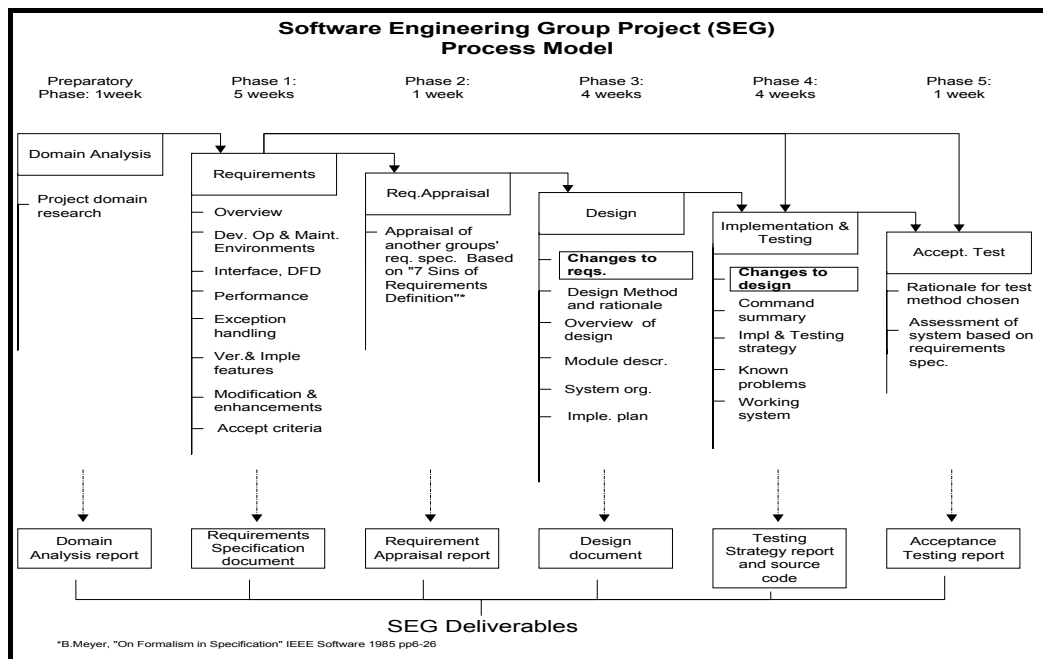 Software Engineering Group Project (SEG)
Process Model
Preparatory
Phase: 1week
Phase 1:
5 weeks
Phase 2:
1 week
Phase 3:
4 weeks
Phase 4:
4 weeks
Phase 5:
1 week
Domain Analysis
Project domain
research
Requirements
Overview
Dev. Op & Maint.
Environments
Interface, DFD
Performance
Exception
handling
Ver.& Imple
features
Modification &
enhancements
Accept criteria
Req.Appraisal
Appraisal of
another groups'
req. spec. Based
on "7 Sins of
Requirements
Definition"*
Design
Changes to
reqs.
Design Method
and rationale
Overview of
design
Module descr.
System org.
Imple. plan
Implementation &
Testing
Changes to
design
Command
summary
Impl & Testing
strategy
Known
problems
Working
system
Accept. Test
Rationale for test
method chosen
Assessment of
system based on
requirements
spec.
Domain
Analysis report
Requirements
Specification
document
Requirement
Appraisal report
Design
document
Testing
Strategy report
and source
code
Acceptance
Testing report
SEG Deliverables
*B.Meyer, "On Formalism in Specification" IEEE Software 1985 pp6-26